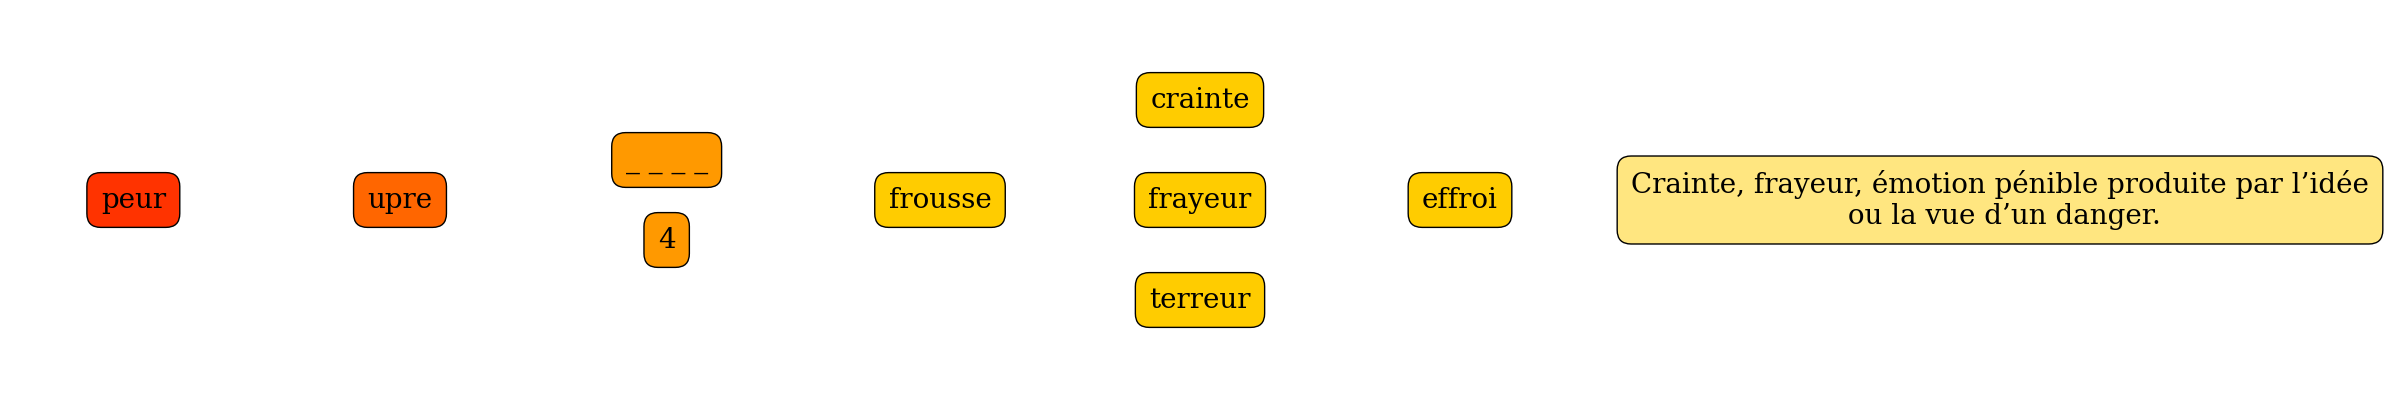 peur
upre
_ _ _ _
4
frousse
crainte
frayeur
terreur
effroi
Crainte, frayeur, émotion pénible produite par l’idée
ou la vue d’un danger.